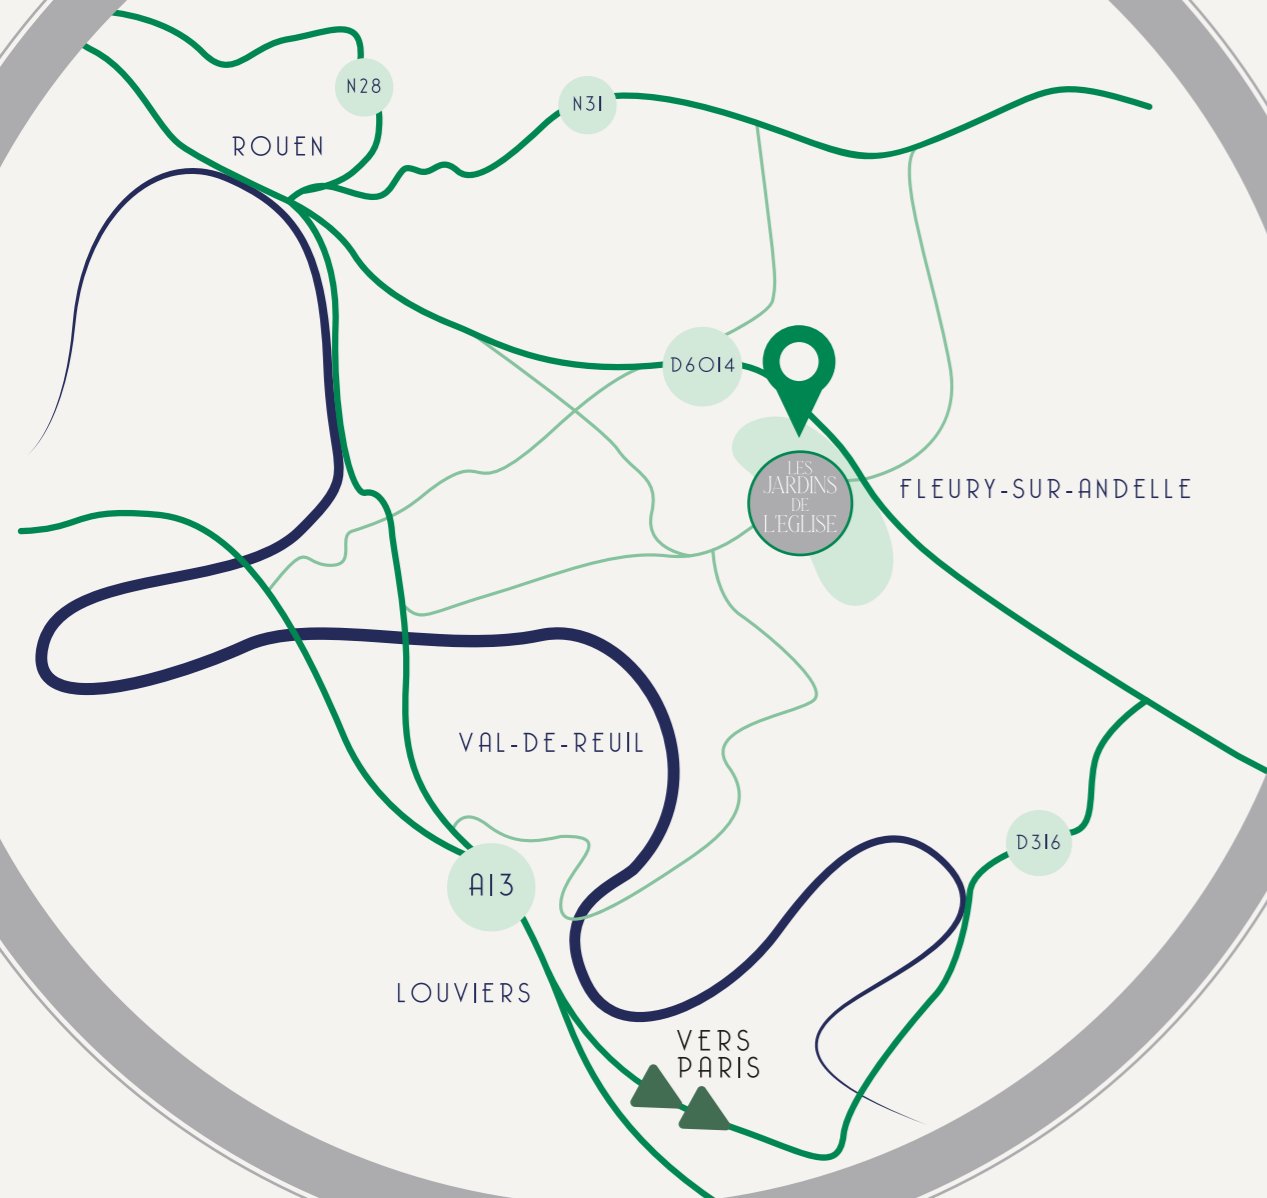 N28
N31
ROUEN
D6014
LES
JARDINS
DE
L'EGLISE
FLEURY-SUR-ANDELLE
VAL-DE-REUIL
D316
A13
LOUVIERS
VERS
PARIS